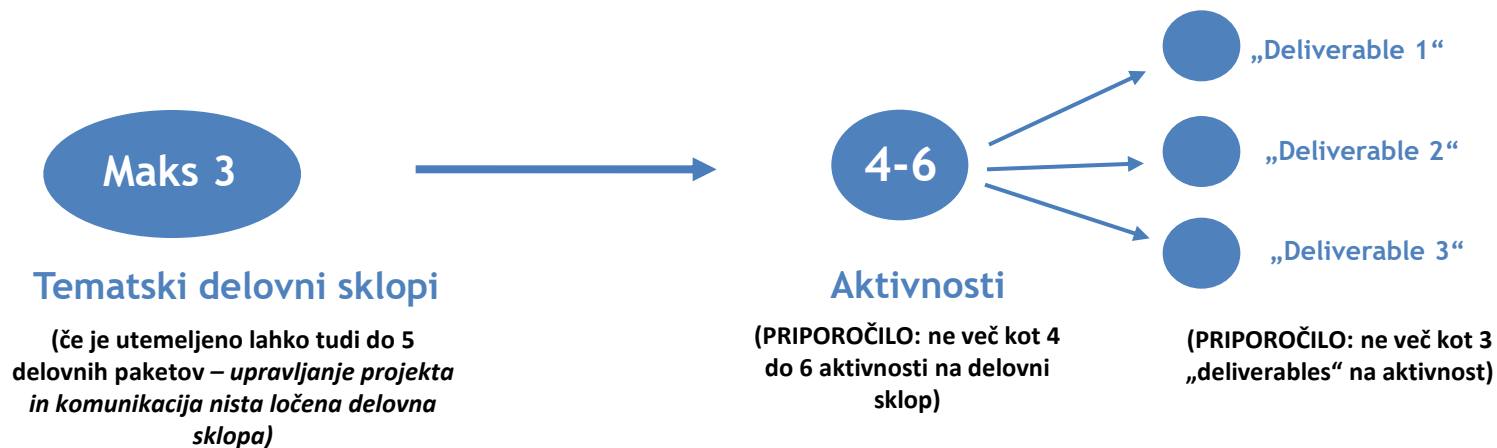 Maks 3
Tematski delovni sklopi
(če je utemeljeno lahko tudi do 5
delovnih paketov – upravljanje projekta
in komunikacija nista ločena delovna
sklopa)
4-6
Aktivnosti
(PRIPOROČILO: ne več kot 4
do 6 aktivnosti na delovni
sklop)
„Deliverable 1“
„Deliverable 2“
„Deliverable 3“
(PRIPOROČILO: ne več kot 3
„deliverables“ na aktivnost)